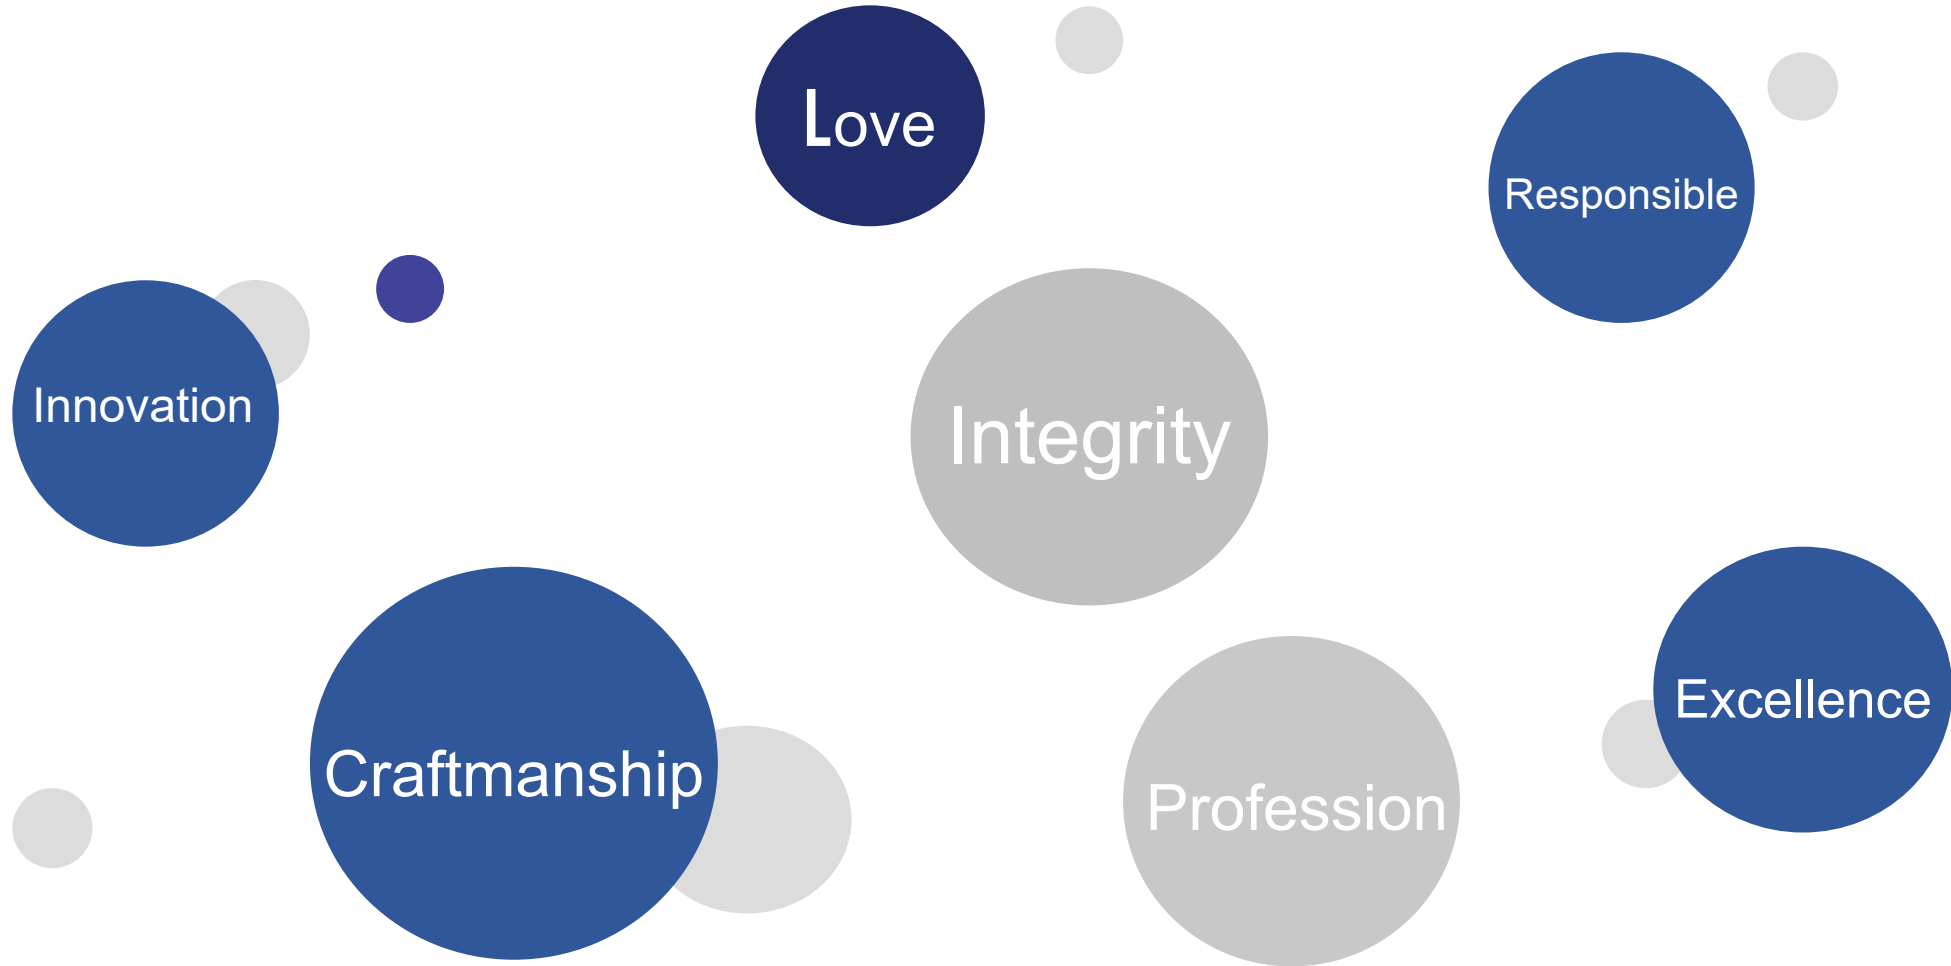 Love
Responsible
Innovation
Integrity
Excellence
Craftmanship
Profession